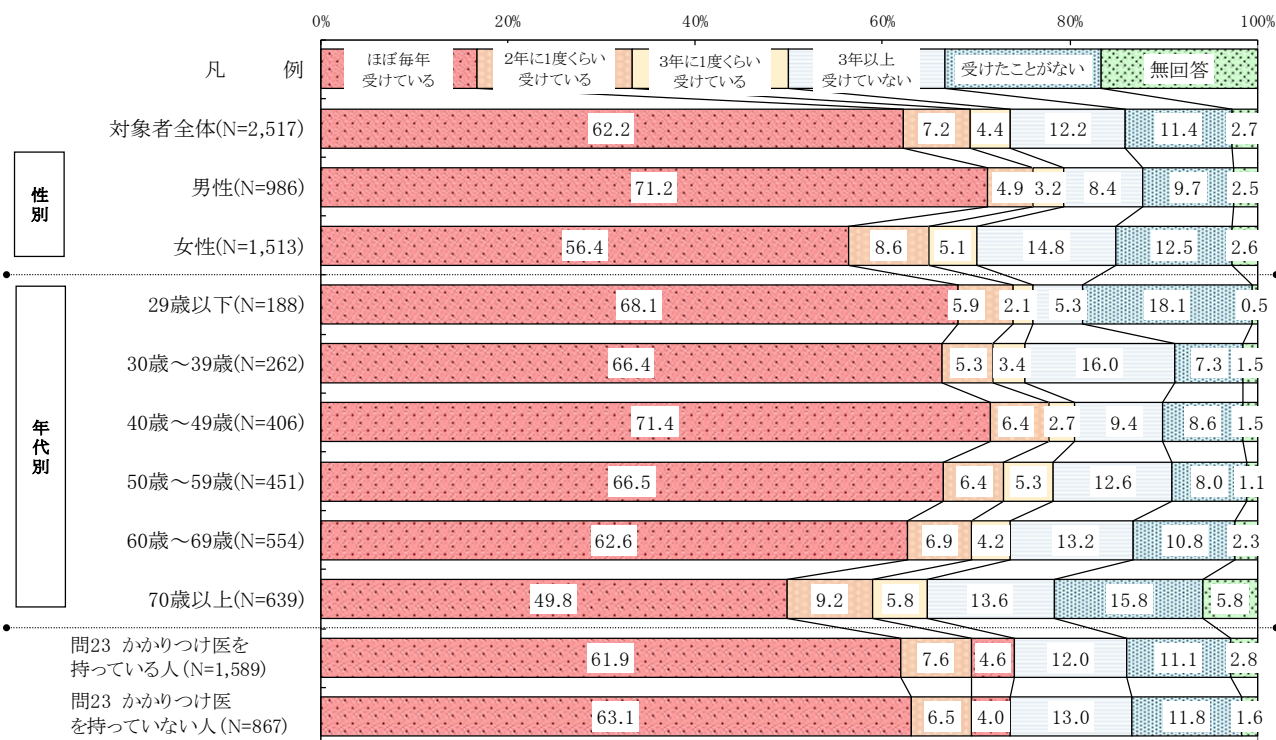 0%
20%
40%
60%
80%
100%
凡 例
ほぼ毎年
受けている
2年に1度くらい
受けている
3年に1度くらい
受けている
3年以上
受けていない
受けたことがない
無回答
対象者全体(N=2,517)
62.2
7.2
4.4
12.2
11.4
2.7
性別
男性(N=986)
71.2
4.9
3.2
8.4
9.7
2.5
女性(N=1,513)
56.4
8.6
5.1
14.8
12.5
2.6
年代別
29歳以下(N=188)
68.1
5.9
2.1
5.3
18.1
0.5
30歳～39歳(N=262)
66.4
5.3
3.4
16.0
7.3
1.5
40歳～49歳(N=406)
71.4
6.4
2.7
9.4
8.6
1.5
50歳～59歳(N=451)
66.5
6.4
5.3
12.6
8.0
1.1
60歳～69歳(N=554)
62.6
6.9
4.2
13.2
10.8
2.3
70歳以上(N=639)
49.8
9.2
5.8
13.6
15.8
5.8
問23 かかりつけ医を
持っている人(N=1,589)
61.9
7.6
4.6
12.0
11.1
2.8
問23 かかりつけ医
を持っていない人(N=867)
63.1
6.5
4.0
13.0
11.8
1.6